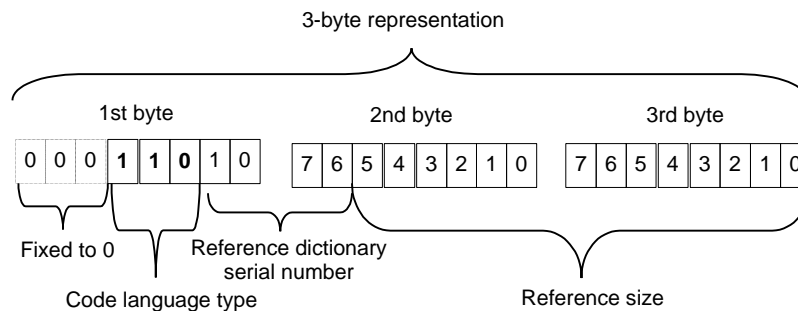 3-byte representation
1st byte 2nd byte 3rd byte
0 0 0 1 1 0 1 0 7 6 5 4 3 2 1 0 7 6 5 4 3 2 1 0
Fixed to 0
Reference dictionary
serial number
Code language type
Reference size